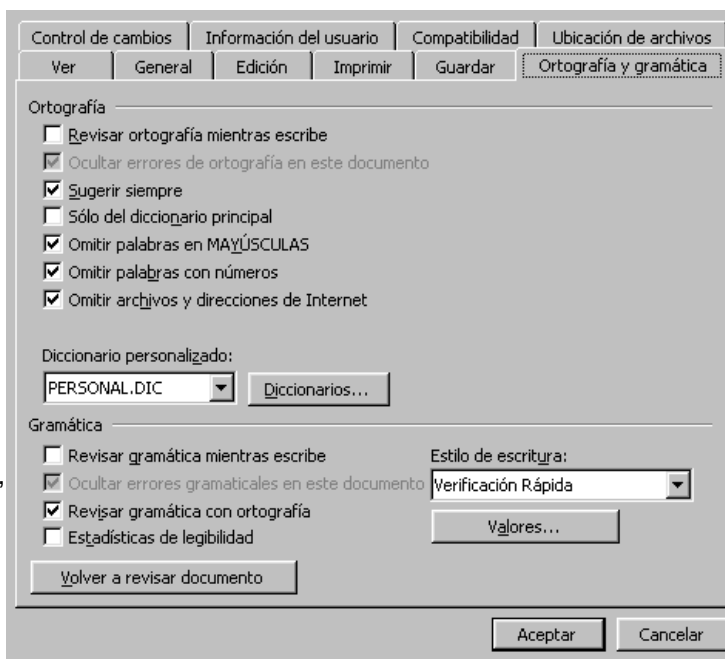 Control de cambios Información del usuario Compatibilidad Ubicación de archivos
Ver General Edición Imprimir Guardar Ortografía y gramática
Ortografía
Revisar ortografía mientras escribe
Ocultar errores de ortografía en este documento
Sugerir siempre
Sólo del diccionario principal
Omitir palabras en MAYÚSCULAS
Omitir palabras con números
Omitir archivos y direcciones de Internet
Diccionario personalizado:
PERSONAL.DIC Diccionarios...
Gramática
Revisar gramática mientras escribe Estilo de escritura:
, Ocultar errores gramaticales en este documento Verificación Rápida
Revisar gramática con ortografía
Valores...
Estadísticas de legibilidad
Volver a revisar documento
Aceptar Cancelar